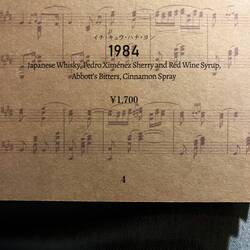 イチ・キュウ・ハチ・ヨン
1984
Japanese Whisky, Pedro Ximénez Sherry and Red Wine Syrup,
Abbott's Bitters, Cinnamon Spray
¥1,700
4